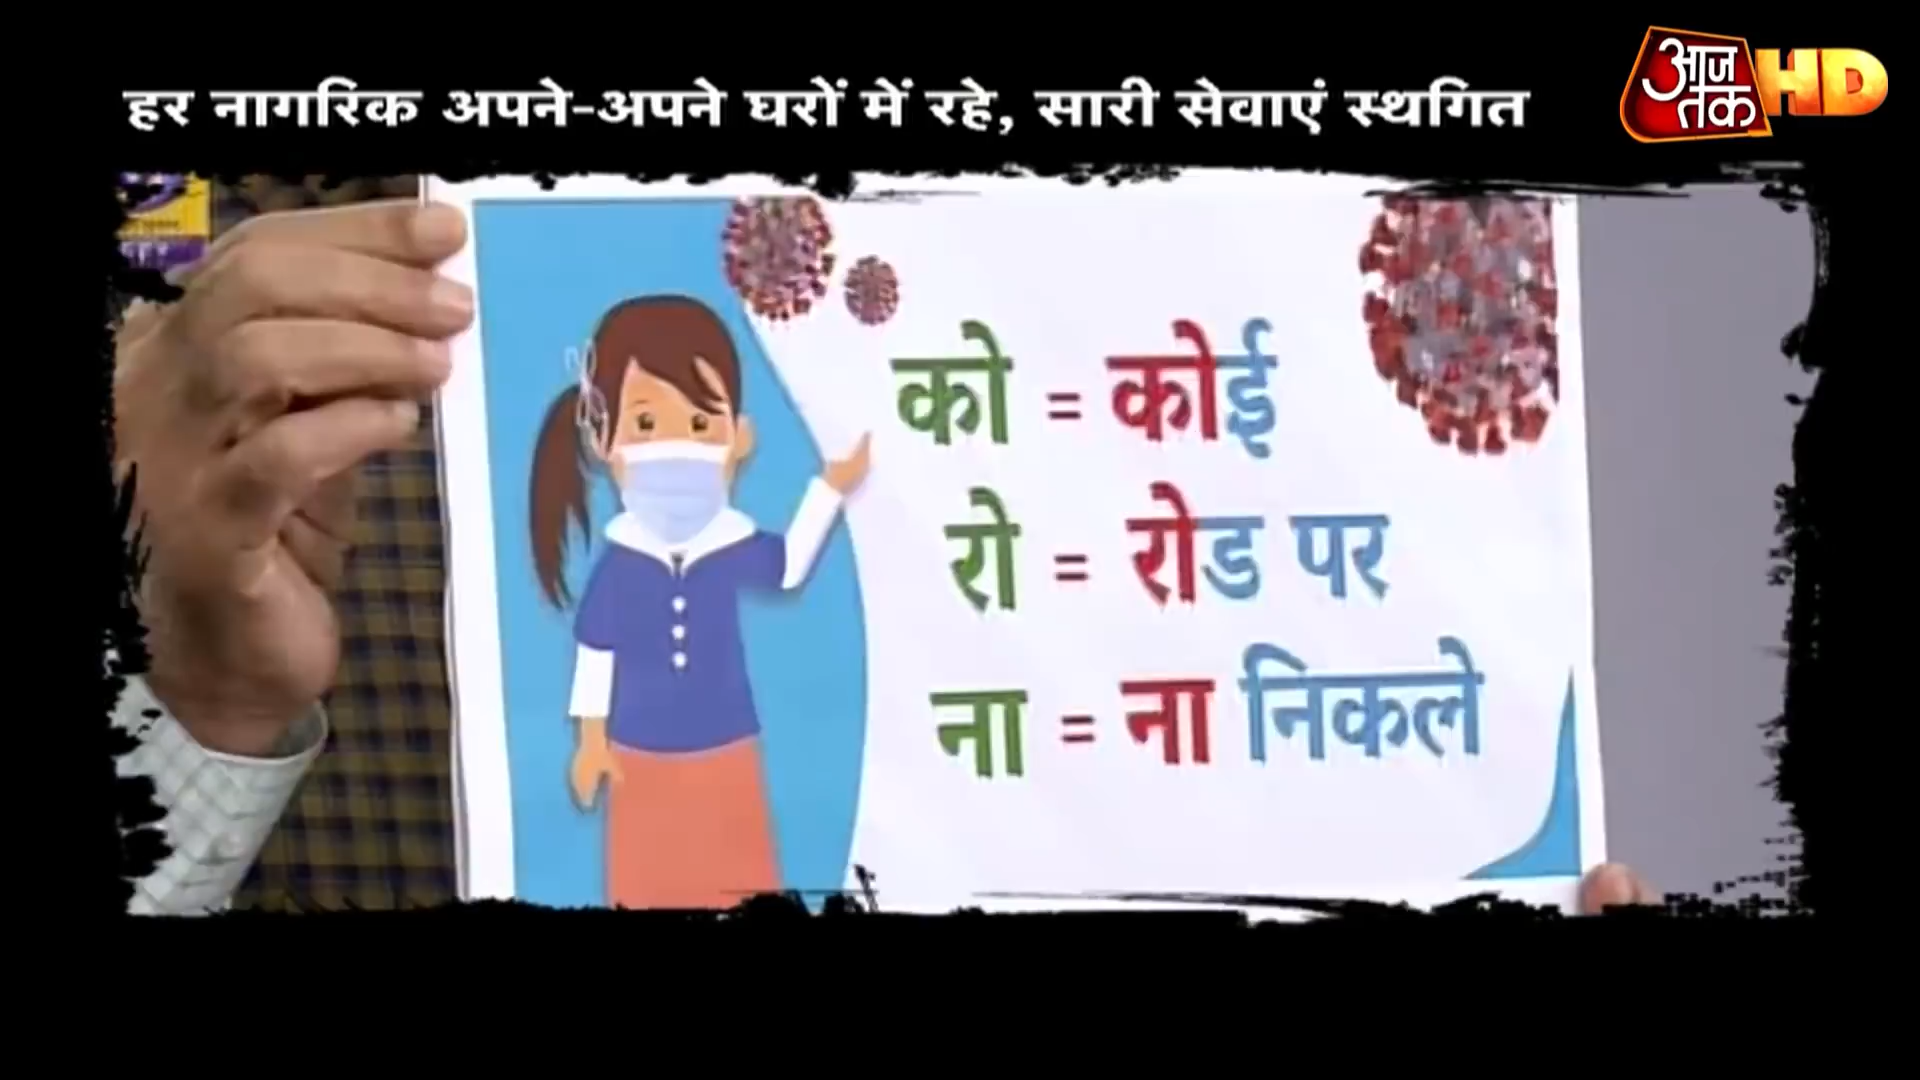 हर नागरिक अपने-अपने घरों में रहे, सारी सेवाएं स्थगित
आज तक HD
को = कोई
रो = रोड पर
ना = ना निकले